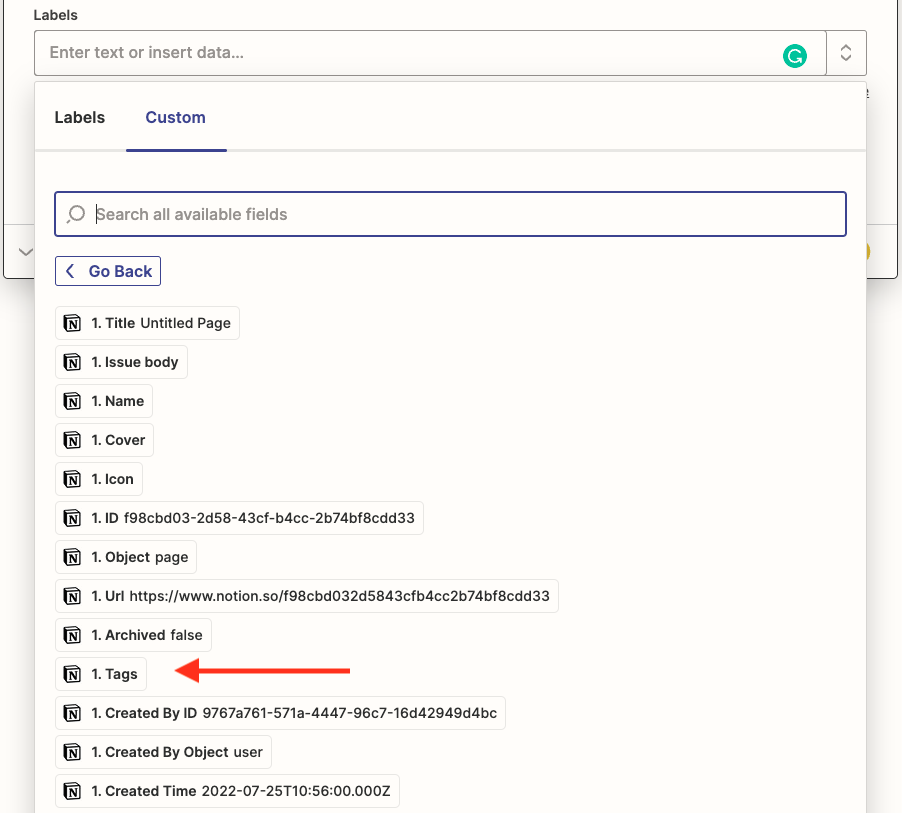 Labels
Enter text or insert data...
Labels Custom
Search all available fields
Go Back
1. Title Untitled Page
1. Issue body
1. Name
1. Cover
1. Icon
1. ID f98cbd03-2d58-43cf-b4cc-2b74bf8cdd33
1. Object page
1. Url https://www.notion.so/f98cbd032d5843cfb4cc2b74bf8cdd33
1. Archived false
1. Tags
1. Created By ID 9767a761-571a-4447-96c7-16d42949d4bc
1. Created By Object user
1. Created Time 2022-07-25T10:56:00.000Z